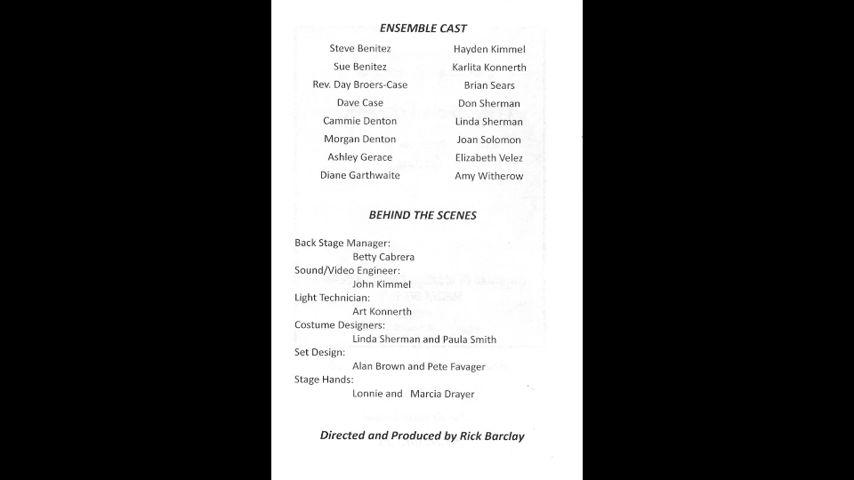 ENSEMBLE CAST
Steve Benitez
Sue Benitez
Rev. Day Broers-Case
Dave Case
Cammie Denton
Morgan Denton
Ashley Gerace
Diane Garthwaite
Hayden Kimmel
Karlita Konnerth
Brian Sears
Don Sherman
Linda Sherman
Joan Solomon
Elizabeth Velez
Amy Witherow
BEHIND THE SCENES
Back Stage Manager:
Betty Cabrera
Sound/Video Engineer:
John Kimmel
Light Technician:
Art Konnerth
Costume Designers:
Linda Sherman and Paula Smith
Set Design:
Alan Brown and Pete Favager
Stage Hands:
Lonnie and Marcia Drayer
Directed and Produced by Rick Barclay